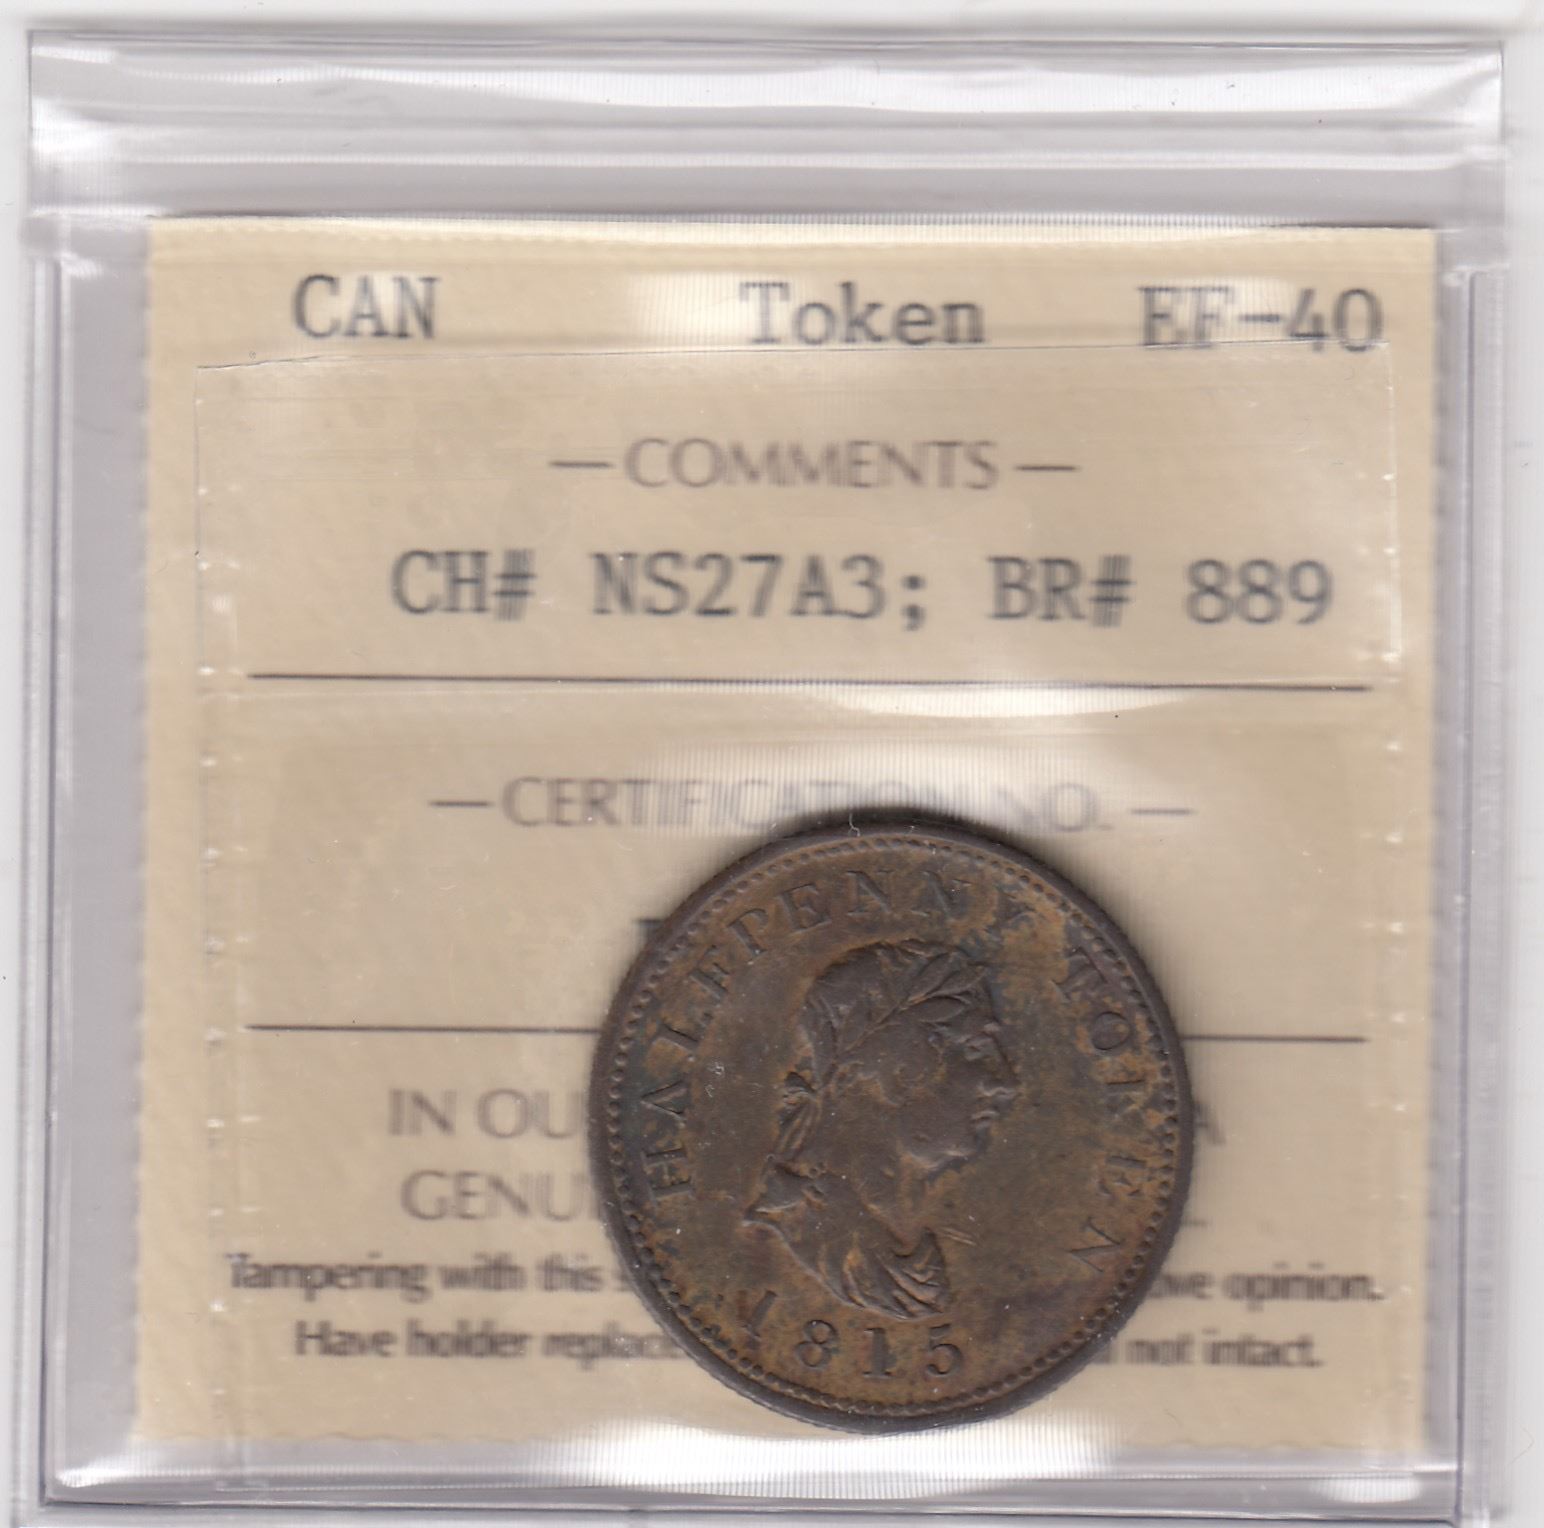 CAN Token EF-40
— COMMENTS —
CH# NS27A3; BR# 889
— CERTIFICATION NO. —
HALFPENNY TOKEN
1815
IN OU
GENU
Tampering with this ove opinion.
Have holder replace not intact.